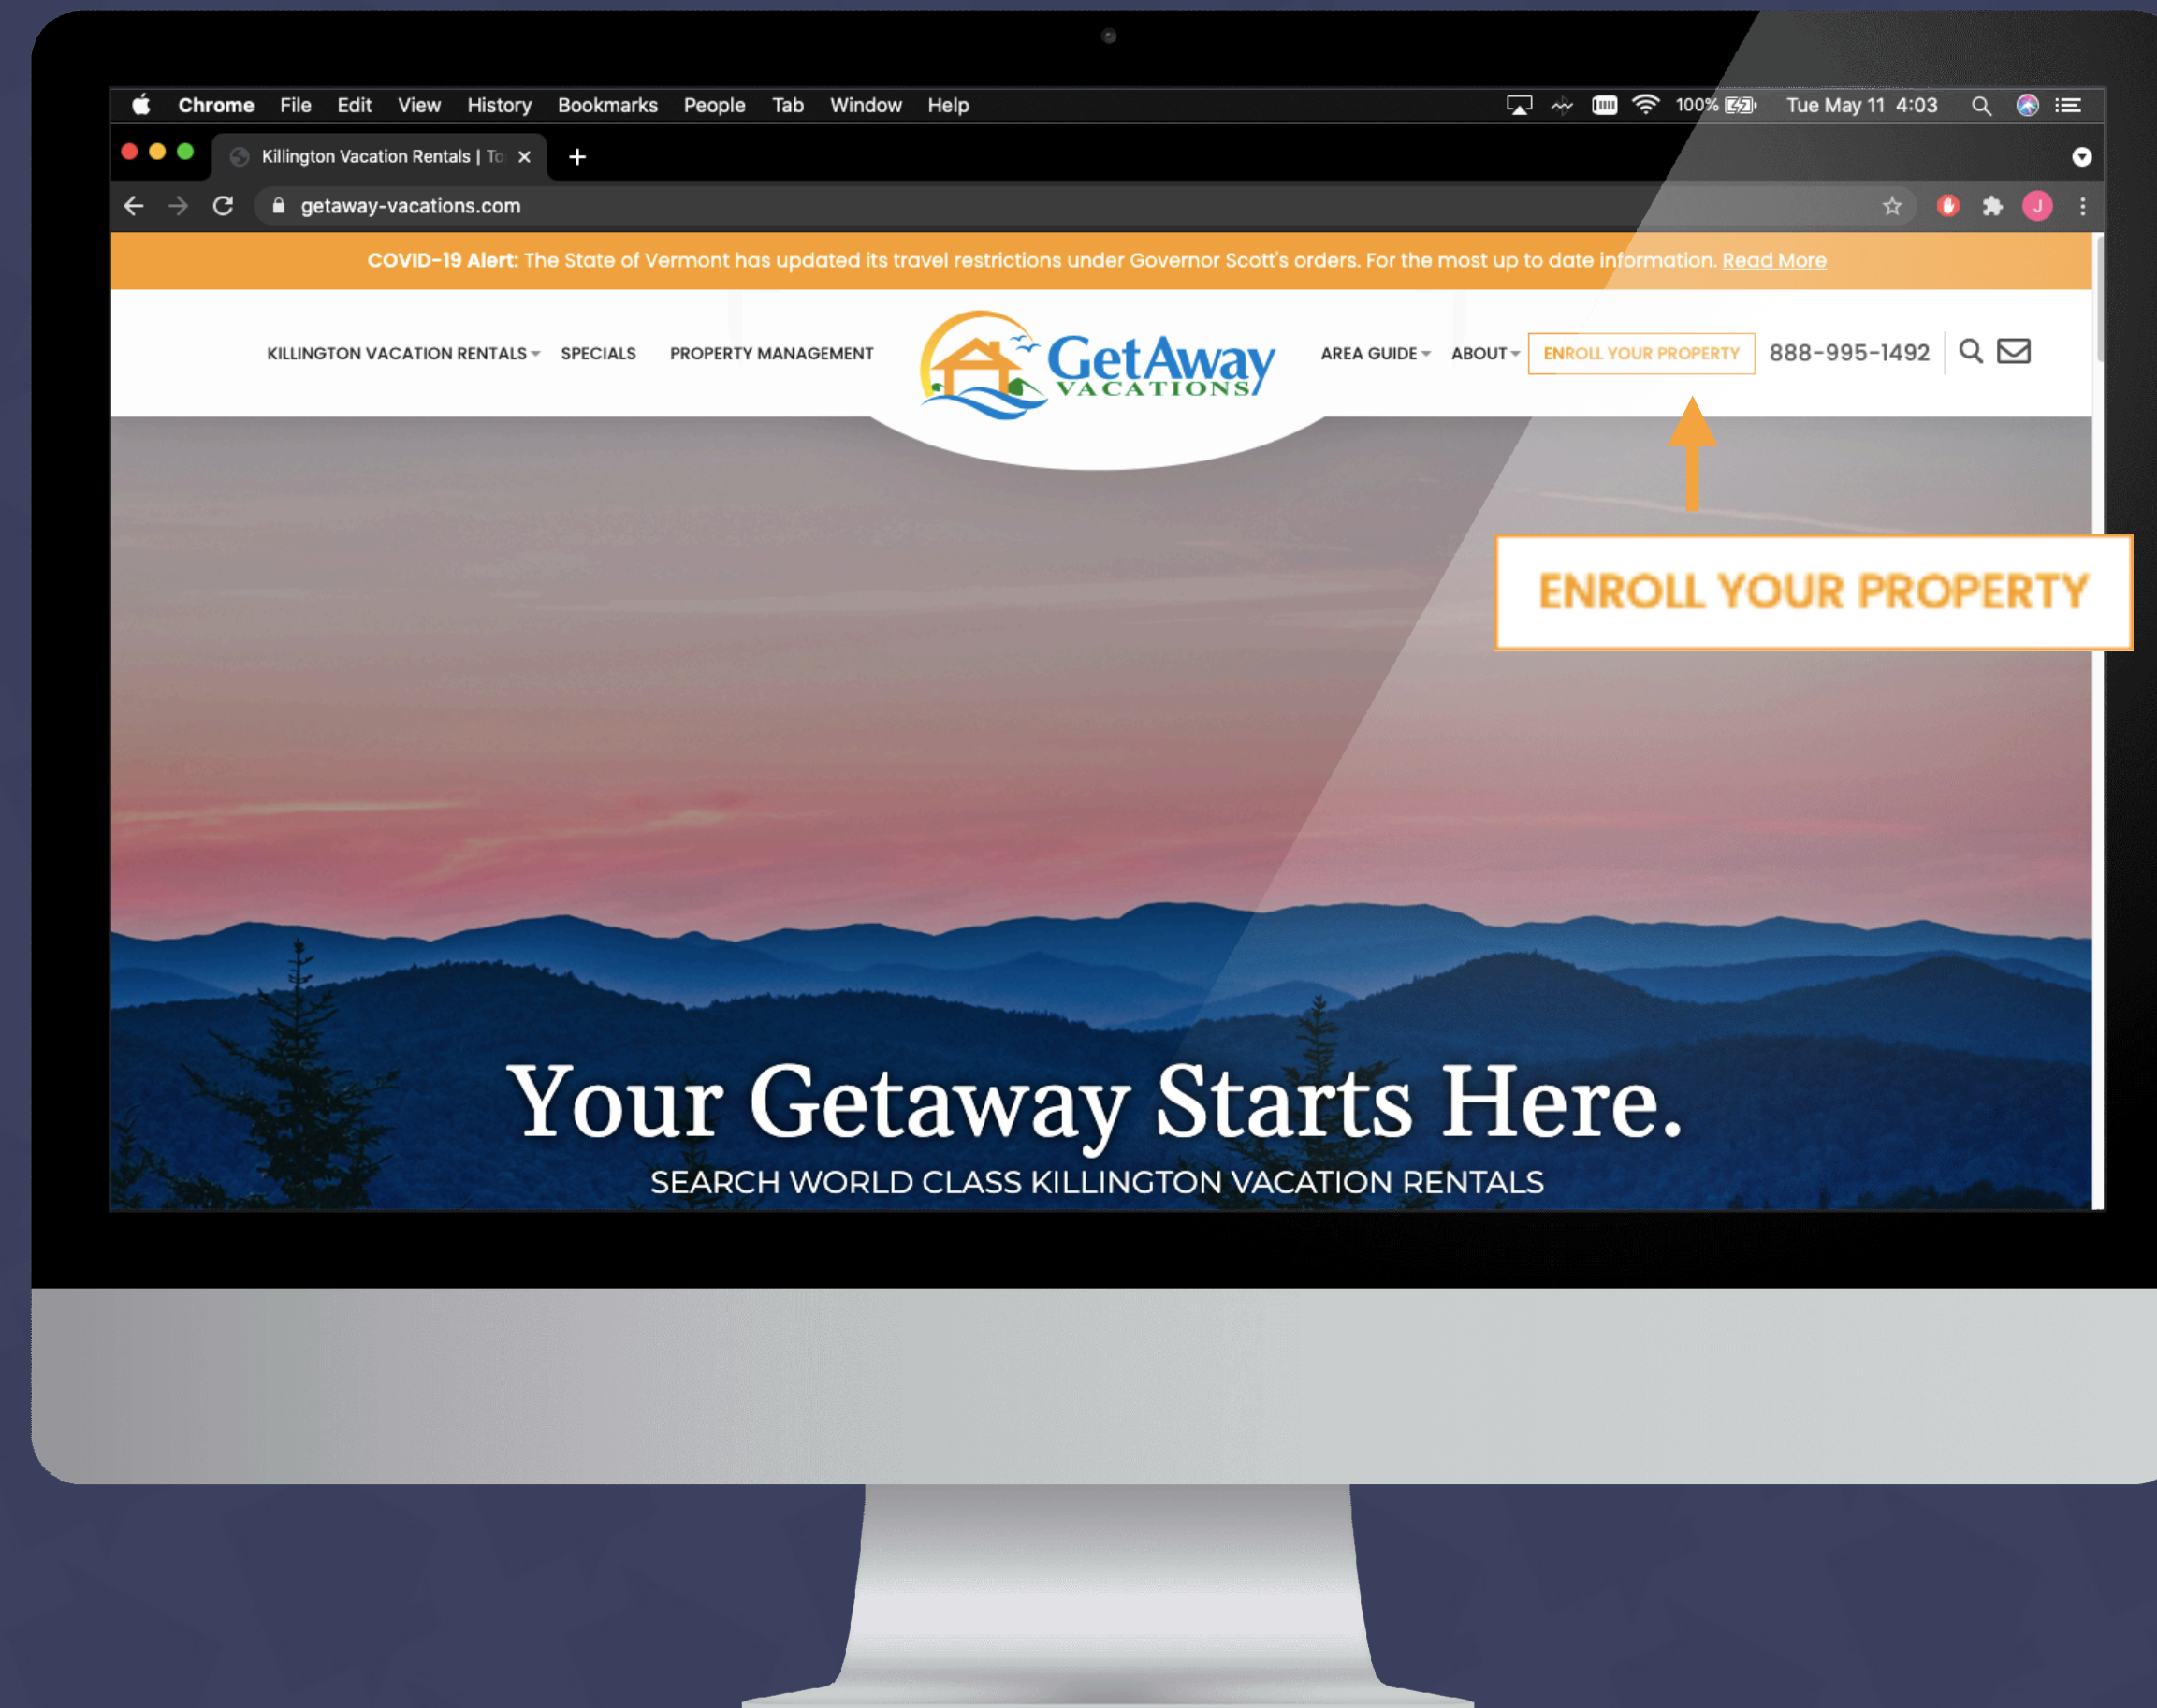 Chrome File Edit View History Bookmarks People Tab Window Help 100% Tue May 11 4:03
Killington Vacation Rentals | To
getaway-vacations.com J
COVID-19 Alert: The State of Vermont has updated its travel restrictions under Governor Scott's orders. For the most up to date information. Read More
KILLINGTON VACATION RENTALS SPECIALS PROPERTY MANAGEMENT GetAway AREA GUIDE ABOUT ENROLL YOUR PROPERTY 888-995-1492
VACATIONS
ENROLL YOUR PROPERTY
Your Getaway Starts Here.
SEARCH WORLD CLASS KILLINGTON VACATION RENTALS